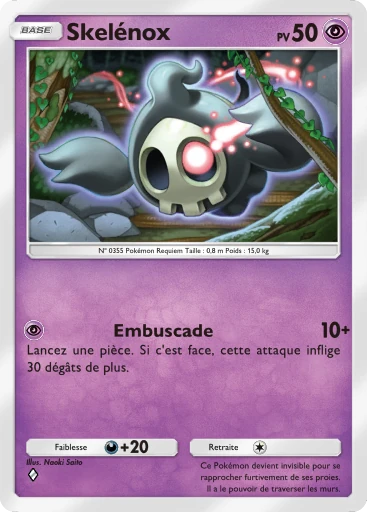 BASE
Skelénox
PV 50
N° 0355 Pokémon Requiem Taille : 0,8 m Poids : 15,0 kg
Embuscade 10+
Lancez une pièce. Si c'est face, cette attaque inflige
30 dégâts de plus.
Faiblesse +20
Retraite
Illus. Naoki Saito
Ce Pokémon devient invisible pour se
rapprocher furtivement de ses proies.
Il a le pouvoir de traverser les murs.